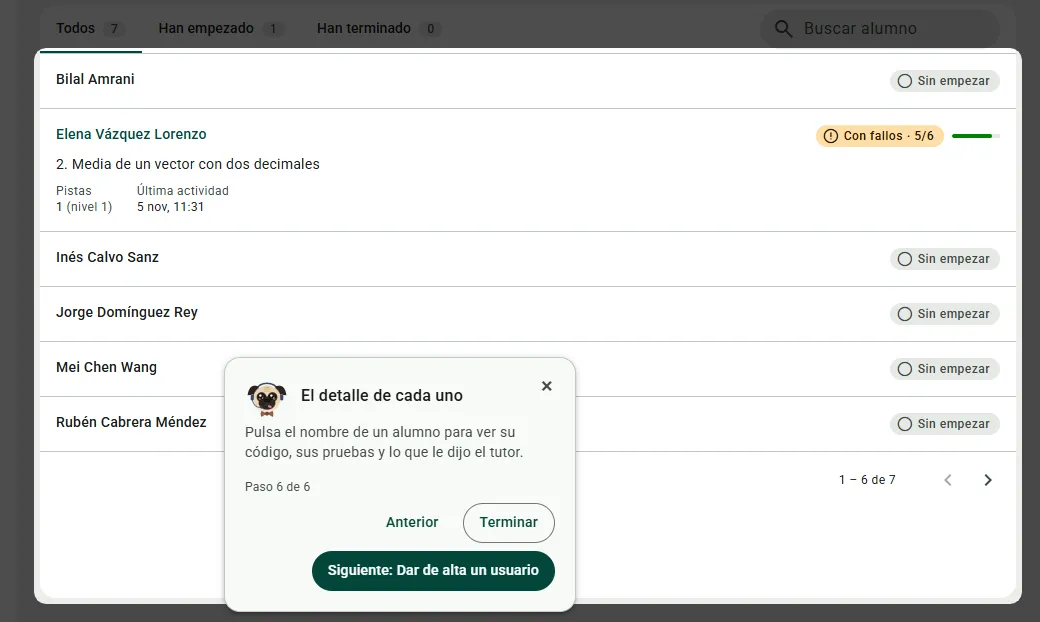 Todos 7 Han empezado 1 Han terminado 0 Buscar alumno
Bilal Amrani Sin empezar
Elena Vázquez Lorenzo Con fallos · 5/6
2. Media de un vector con dos decimales
Pistas Última actividad
1 (nivel 1) 5 nov, 11:31
Inés Calvo Sanz Sin empezar
Jorge Domínguez Rey Sin empezar
Mei Chen Wang Sin empezar
Rubén Cabrera Méndez Sin empezar
1 – 6 de 7
El detalle de cada uno
Pulsa el nombre de un alumno para ver su
código, sus pruebas y lo que le dijo el tutor.
Paso 6 de 6
Anterior Terminar
Siguiente: Dar de alta un usuario